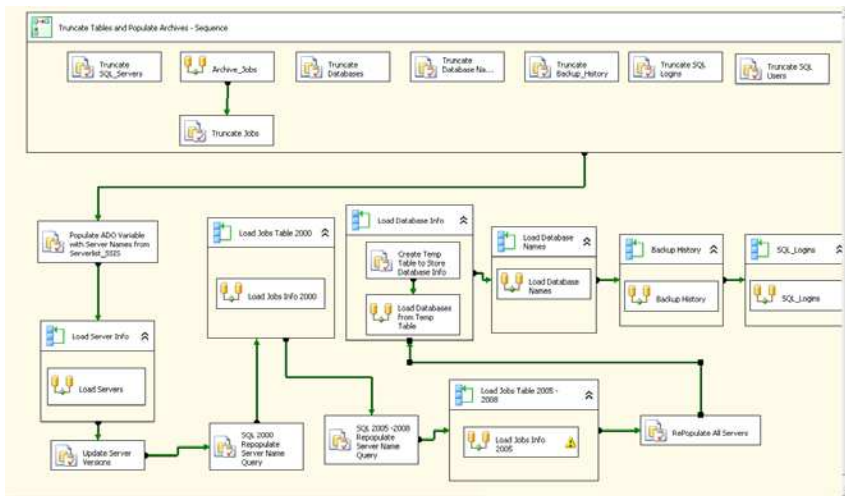 Truncate Tables and Populate Archives - Sequence
Truncate
SQL_Servers
Archive_Jobs
Truncate
Databases
Truncate
Database Na...
Truncate
Backup_History
Truncate SQL
Logins
Truncate SQL
Users
Truncate Jobs
Populate ADO Variable
with Server Names from
Serverlist_SSIS
Load Jobs Table 2000
Load Jobs Info 2000
Load Database Info
Create Temp
Table to Store
Database Info
Load Databases
from Temp
Table
Load Database
Names
Load Database
Names
Backup History
Backup History
SQL_Logins
SQL_Logins
Load Server Info
Load Servers
Update Server
Versions
SQL 2000
Repopulate
Server Name
Query
SQL 2005 -2008
Repopulate
Server Name
Query
Load Jobs Table 2005 -
2008
Load Jobs Info
2005
RePopulate All Servers